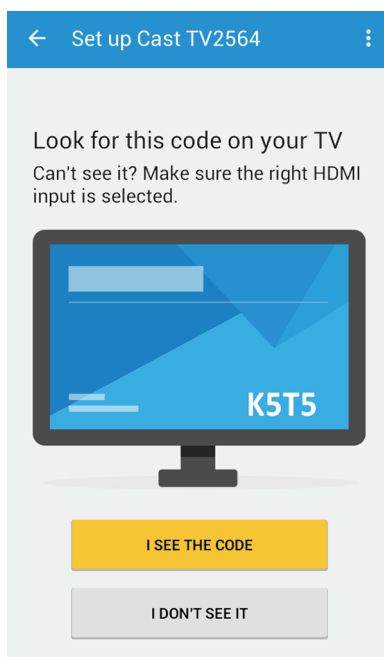 Set up Cast TV2564
Look for this code on your TV
Can't see it? Make sure the right HDMI
input is selected.
K5T5
I SEE THE CODE
I DON'T SEE IT